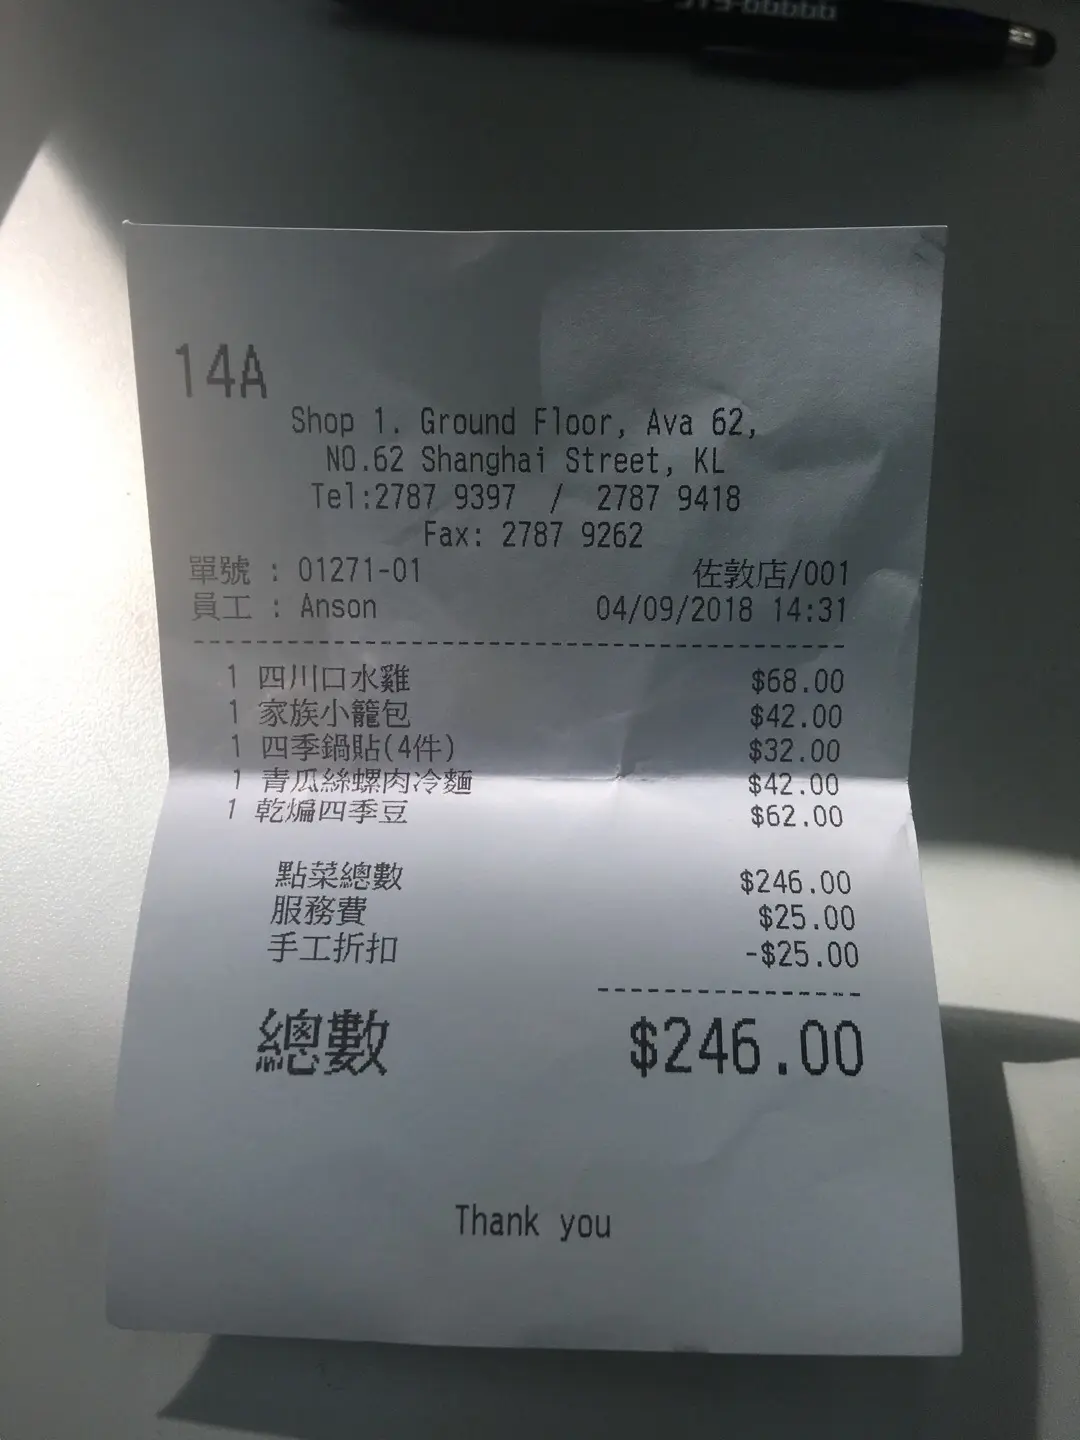 14A
Shop 1. Ground Floor, Ava 62,
NO.62 Shanghai Street, KL
Tel:2787 9397 / 2787 9418
Fax: 2787 9262
單號 : 01271-01 佐敦店/001
員工 : Anson 04/09/2018 14:31
1 四川口水雞 $68.00
1 家族小籠包 $42.00
1 四季鍋貼(4件) $32.00
1 青瓜絲螺肉冷麵 $42.00
1 乾煸四季豆 $62.00
點菜總數 $246.00
服務費 $25.00
手工折扣 -$25.00
總數 $246.00
Thank you